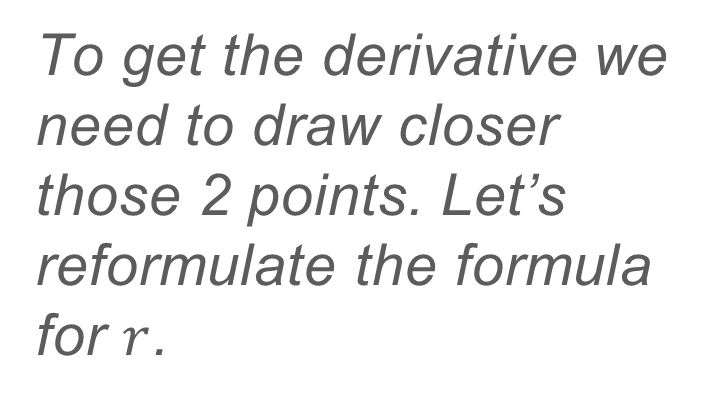 To get the derivative we
need to draw closer
those 2 points. Let’s
reformulate the formula
for r.